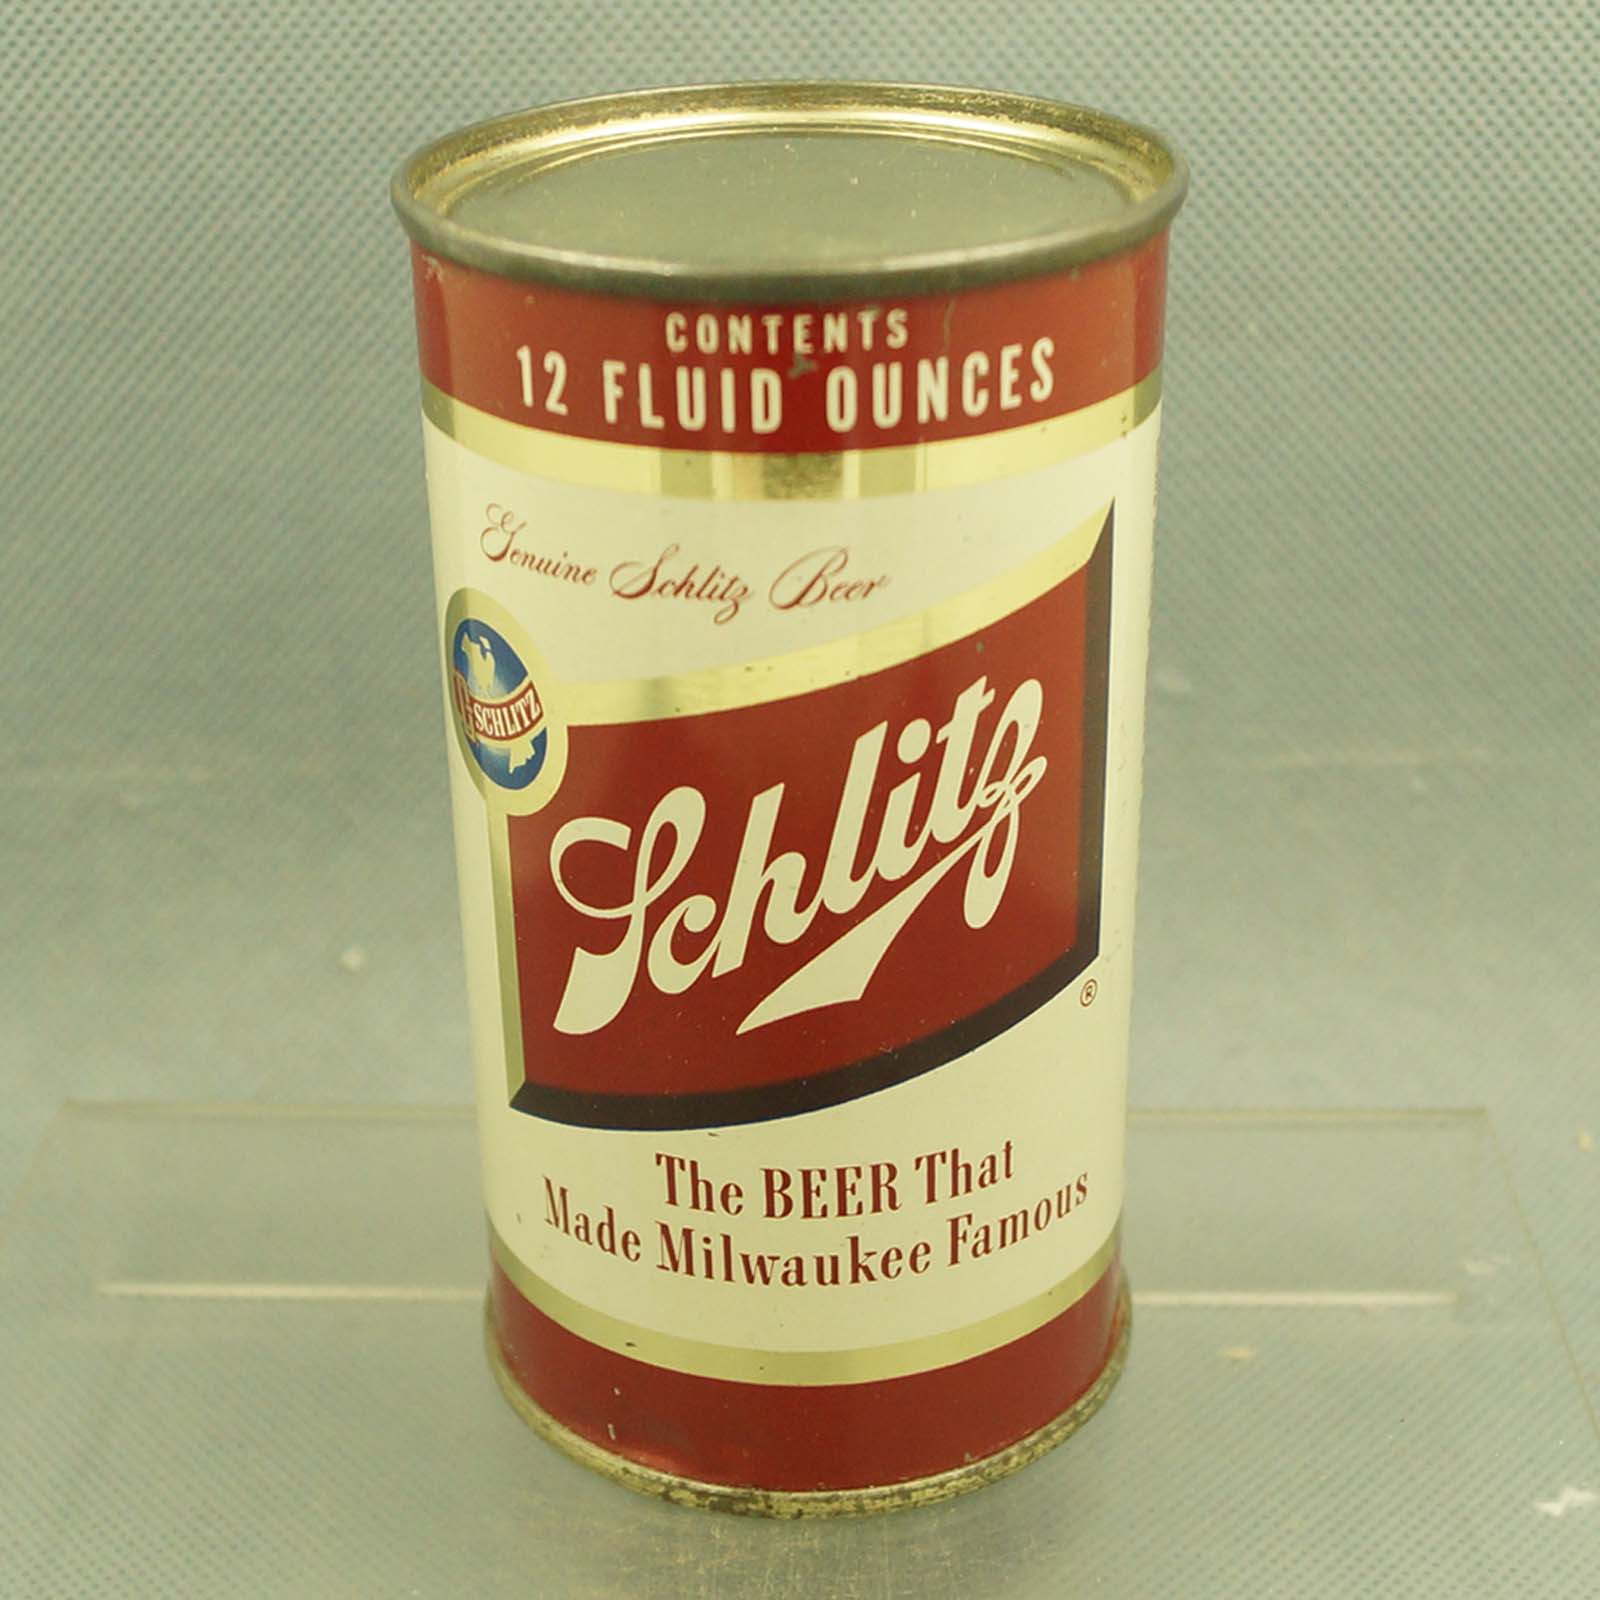 CONTENTS
12 FLUID OUNCES
Genuine Schlitz Beer
SCHLITZ
Schlitz
®
The BEER That
Made Milwaukee Famous